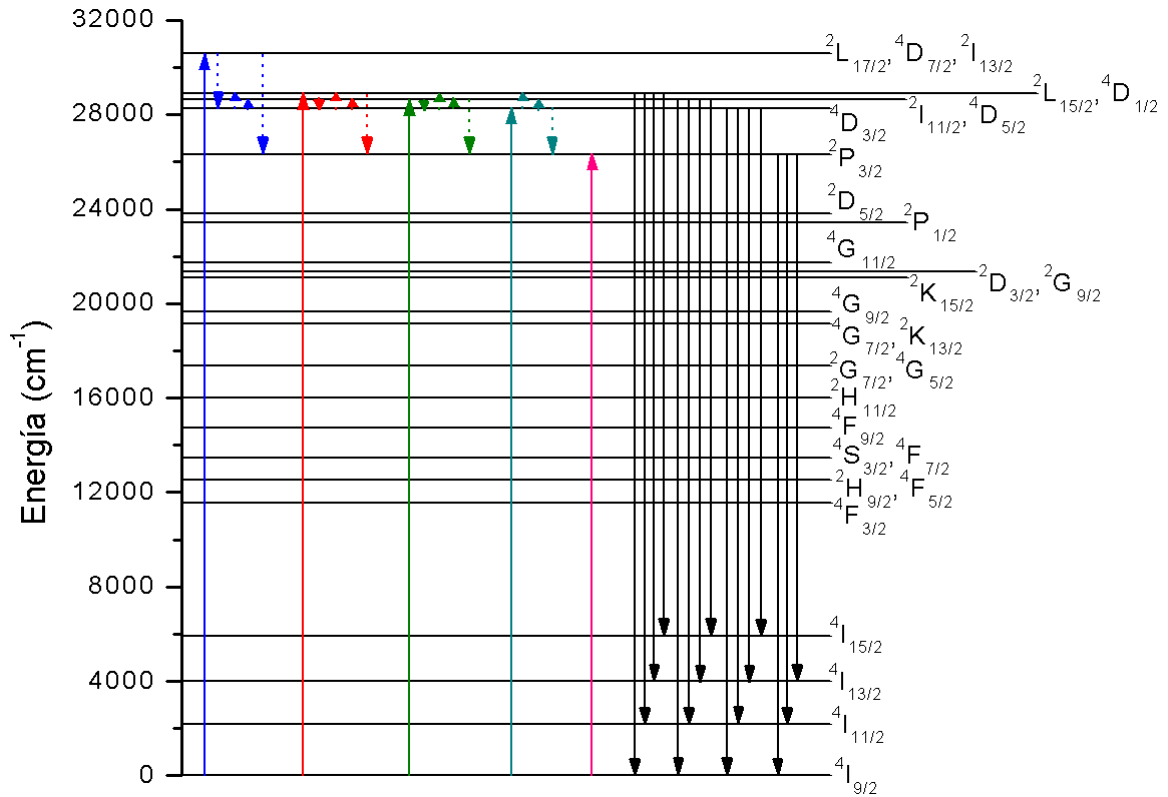 32000
28000
24000
20000
16000
12000
8000
4000
0
Energía (cm⁻¹)
²L₁₇/₂, ⁴D₇/₂, ²I₁₃/₂
²L₁₅/₂, ⁴D₁/₂
²I₁₁/₂, ⁴D₅/₂
⁴D₃/₂
²P₃/₂
²D₅/₂
²P₁/₂
⁴G₁₁/₂
²D₃/₂, ²G₉/₂
²K₁₅/₂
⁴G₉/₂
⁴G₇/₂, ²K₁₃/₂
²G₇/₂, ⁴G₅/₂
²H₁₁/₂
⁴F₉/₂
⁴S₃/₂, ⁴F₇/₂
²H₉/₂, ⁴F₅/₂
⁴F₃/₂
⁴I₁₅/₂
⁴I₁₃/₂
⁴I₁₁/₂
⁴I₉/₂